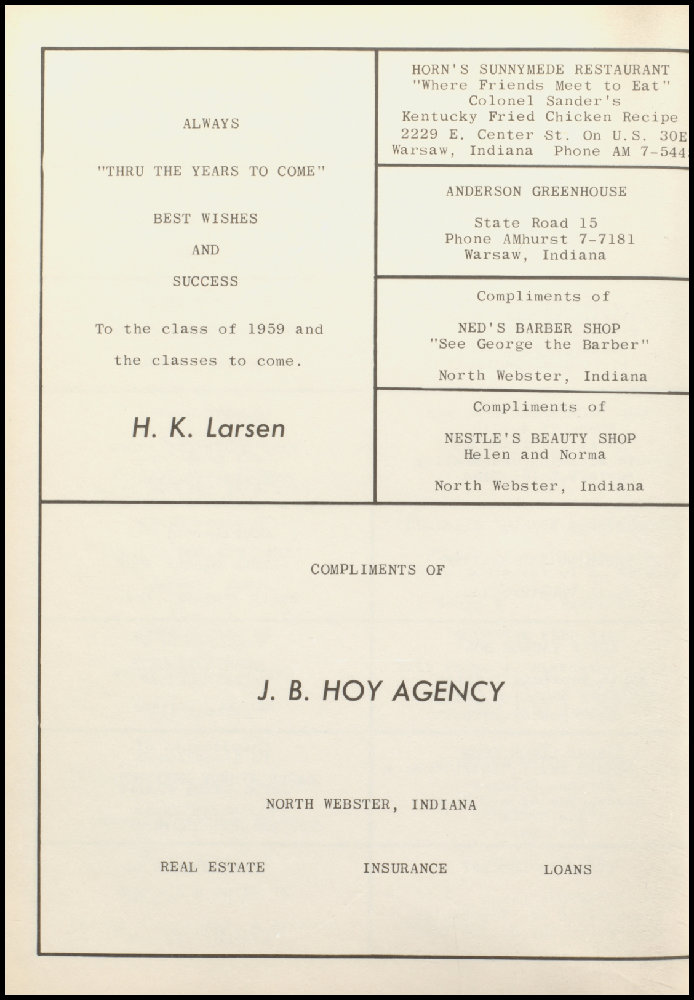 ALWAYS
"THRU THE YEARS TO COME"
BEST WISHES
AND
SUCCESS
To the class of 1959 and
the classes to come.
H. K. Larsen
HORN'S SUNNYMEDE RESTAURANT
"Where Friends Meet to Eat"
Colonel Sander's
Kentucky Fried Chicken Recipe
2229 E. Center St. On U.S. 30E
Warsaw, Indiana Phone AM
ANDERSON GREENHOUSE
State Road 15
Phone AMhurst 7-7181
Warsaw, Indiana
Compliments of
NED'S BARBER SHOP
"See George the Barber"
North Webster, Indiana
Compliments of
NESTLE'S BEAUTY SHOP
Helen and Norma
North Webster, Indiana
COMPLIMENTS OF
J. B. HOY AGENCY
NORTH WEBSTER, INDIANA
REAL ESTATE INSURANCE LOANS